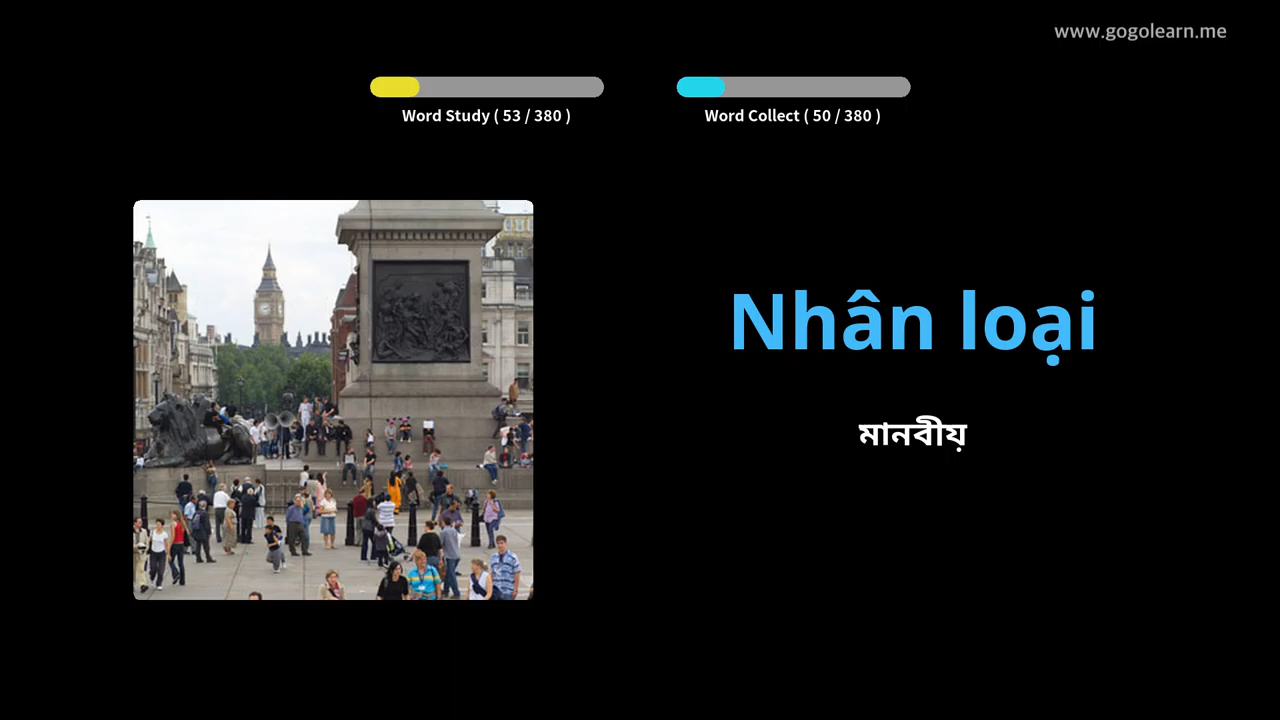 www.gogolearn.me
Word Study ( 53 / 380 )
Word Collect ( 50 / 380 )
Nhân loại
মানবীয়